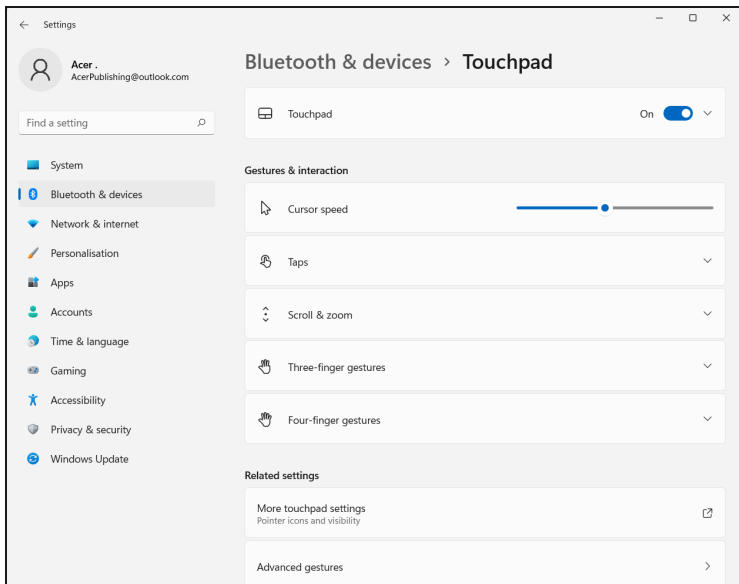 Settings
Acer .
AcerPublishing@outlook.com
Find a setting
System
Bluetooth & devices
Network & internet
Personalisation
Apps
Accounts
Time & language
Gaming
Accessibility
Privacy & security
Windows Update
Bluetooth & devices > Touchpad
Touchpad On
Gestures & interaction
Cursor speed
Taps
Scroll & zoom
Three-finger gestures
Four-finger gestures
Related settings
More touchpad settings
Pointer icons and visibility
Advanced gestures